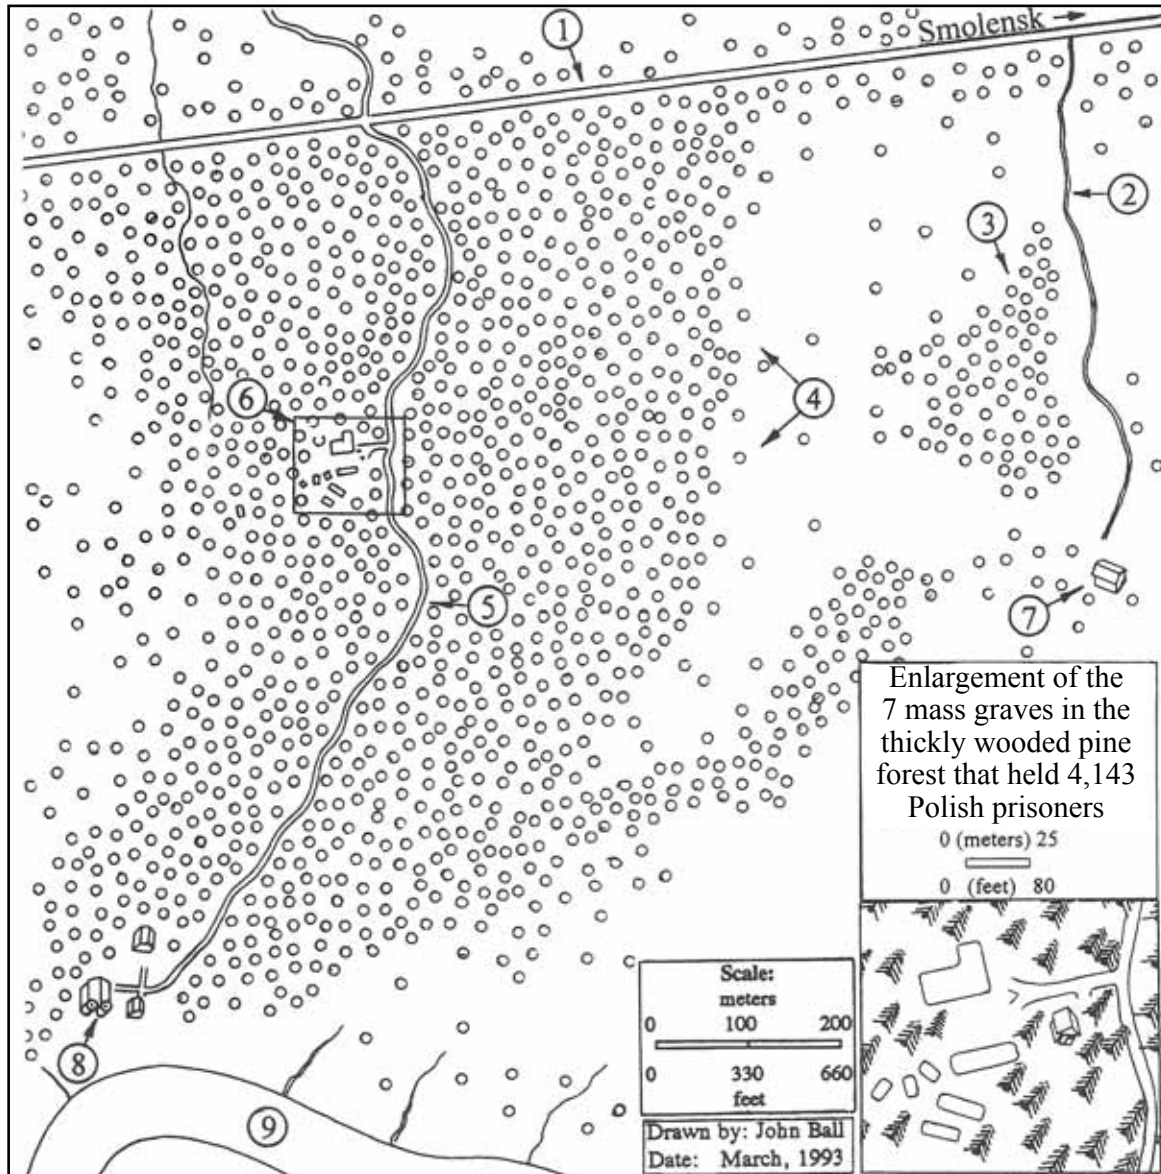 1
Smolensk
2
3
4
6
5
7
Enlargement of the
7 mass graves in the
thickly wooded pine
forest that held 4,143
Polish prisoners
0 (meters) 25
0 (feet) 80
Scale:
meters
0 100 200
0 330 660
feet
8
9
Drawn by: John Ball
Date: March, 1993